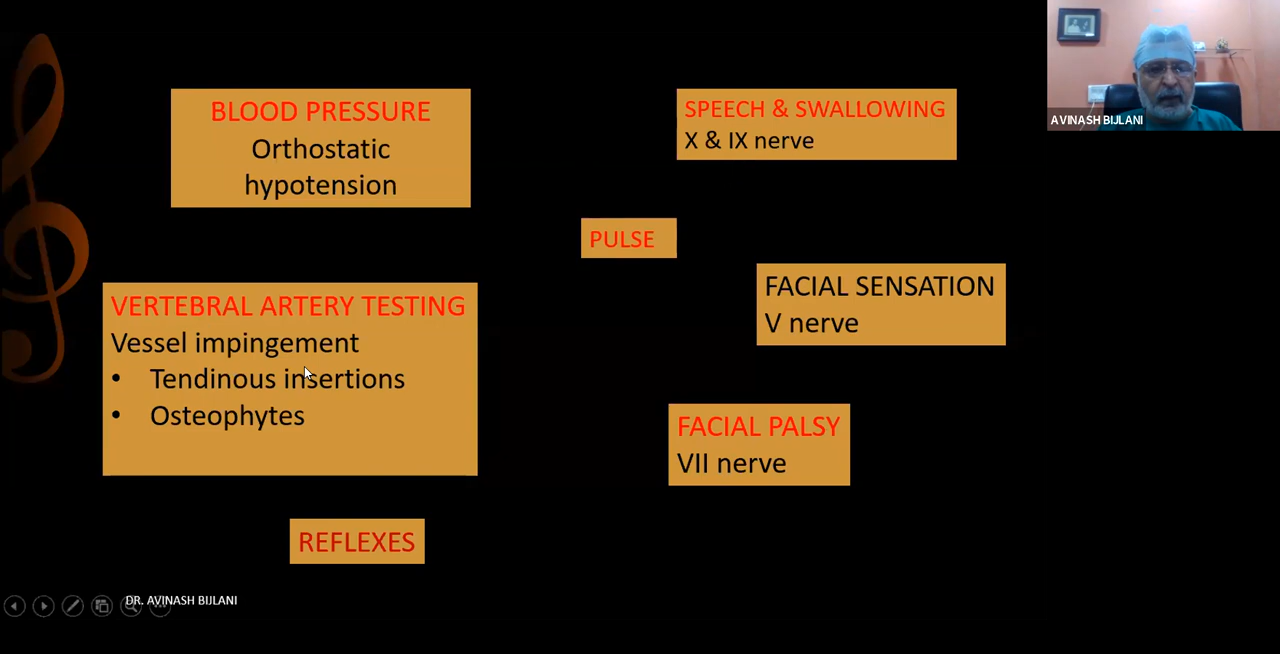 BLOOD PRESSURE
Orthostatic
hypotension
SPEECH & SWALLOWING
X & IX nerve
AVINASH BIJLANI
PULSE
VERTEBRAL ARTERY TESTING
Vessel impingement
• Tendinous insertions
• Osteophytes
FACIAL SENSATION
V nerve
FACIAL PALSY
VII nerve
REFLEXES
DR. AVINASH BIJLANI